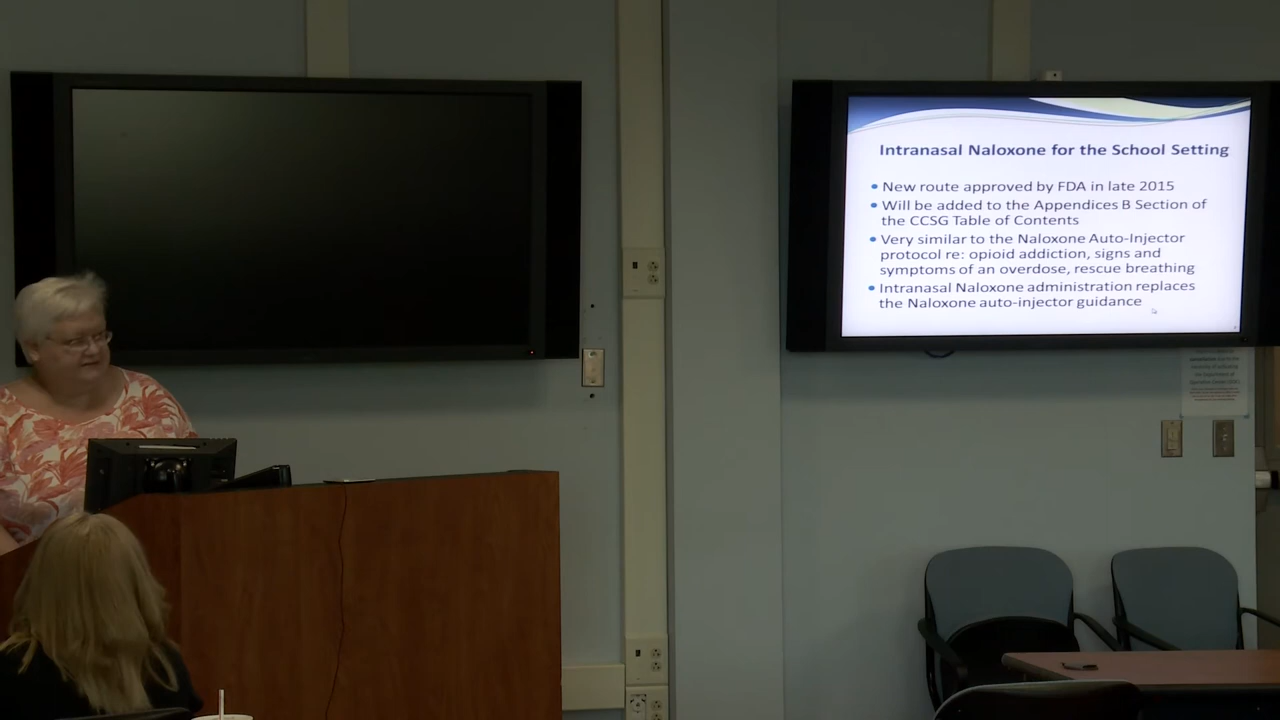 Intranasal Naloxone for the School Setting
• New route approved by FDA in late 2015
• Will be added to the Appendices B Section of
the CCSG Table of Contents
• Very similar to the Naloxone Auto-Injector
protocol re: opioid addiction, signs and
symptoms of an overdose, rescue breathing
• Intranasal Naloxone administration replaces
the Naloxone auto-injector guidance